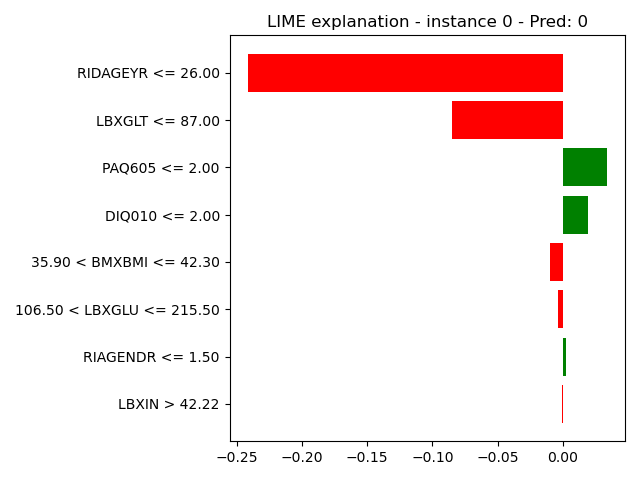 LIME explanation - instance 0 - Pred: 0
RIDAGEYR <= 26.00
LBXGLT <= 87.00
PAQ605 <= 2.00
DIQ010 <= 2.00
35.90 < BMXBMI <= 42.30
106.50 < LBXGLU <= 215.50
RIAGENDR <= 1.50
LBXIN > 42.22
−0.25 −0.20 −0.15 −0.10 −0.05 0.00